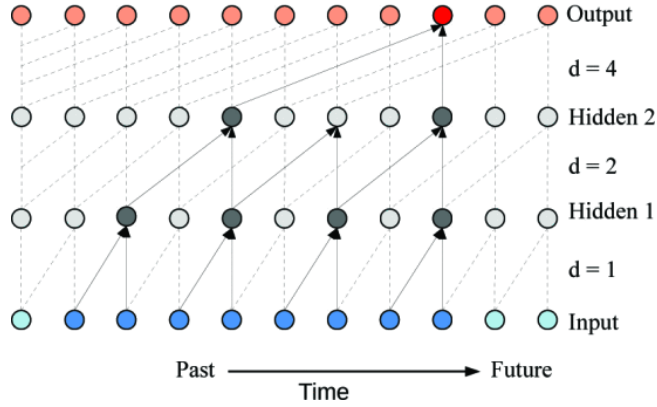 Output
d = 4
Hidden 2
d = 2
Hidden 1
d = 1
Input
Past
Future
Time